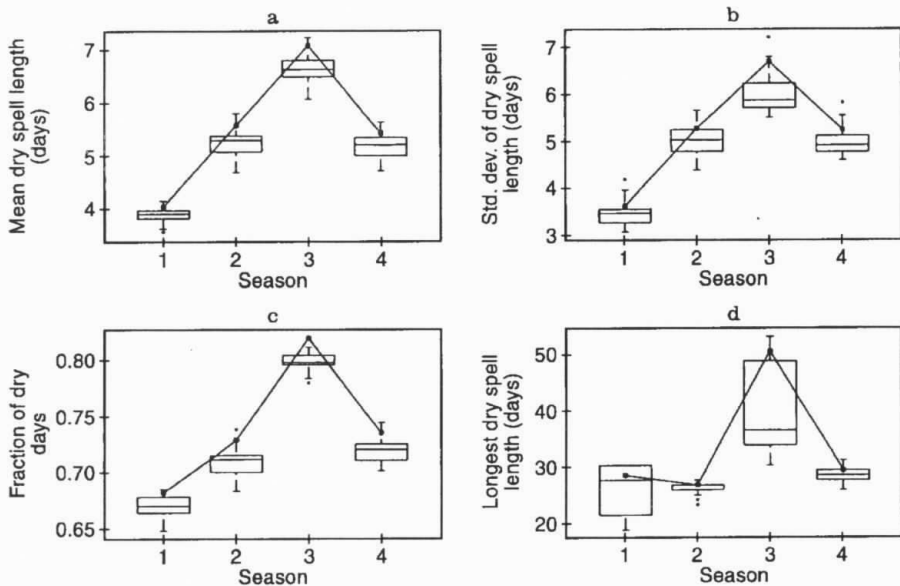 a
Mean dry spell length
(days)
7
6
5
4
1 2 3 4
Season
b
Std. dev. of dry spell
length (days)
7
6
5
4
3
1 2 3 4
Season
c
Fraction of dry
days
0.80
0.75
0.70
0.65
1 2 3 4
Season
d
Longest dry spell
length (days)
50
40
30
20
1 2 3 4
Season